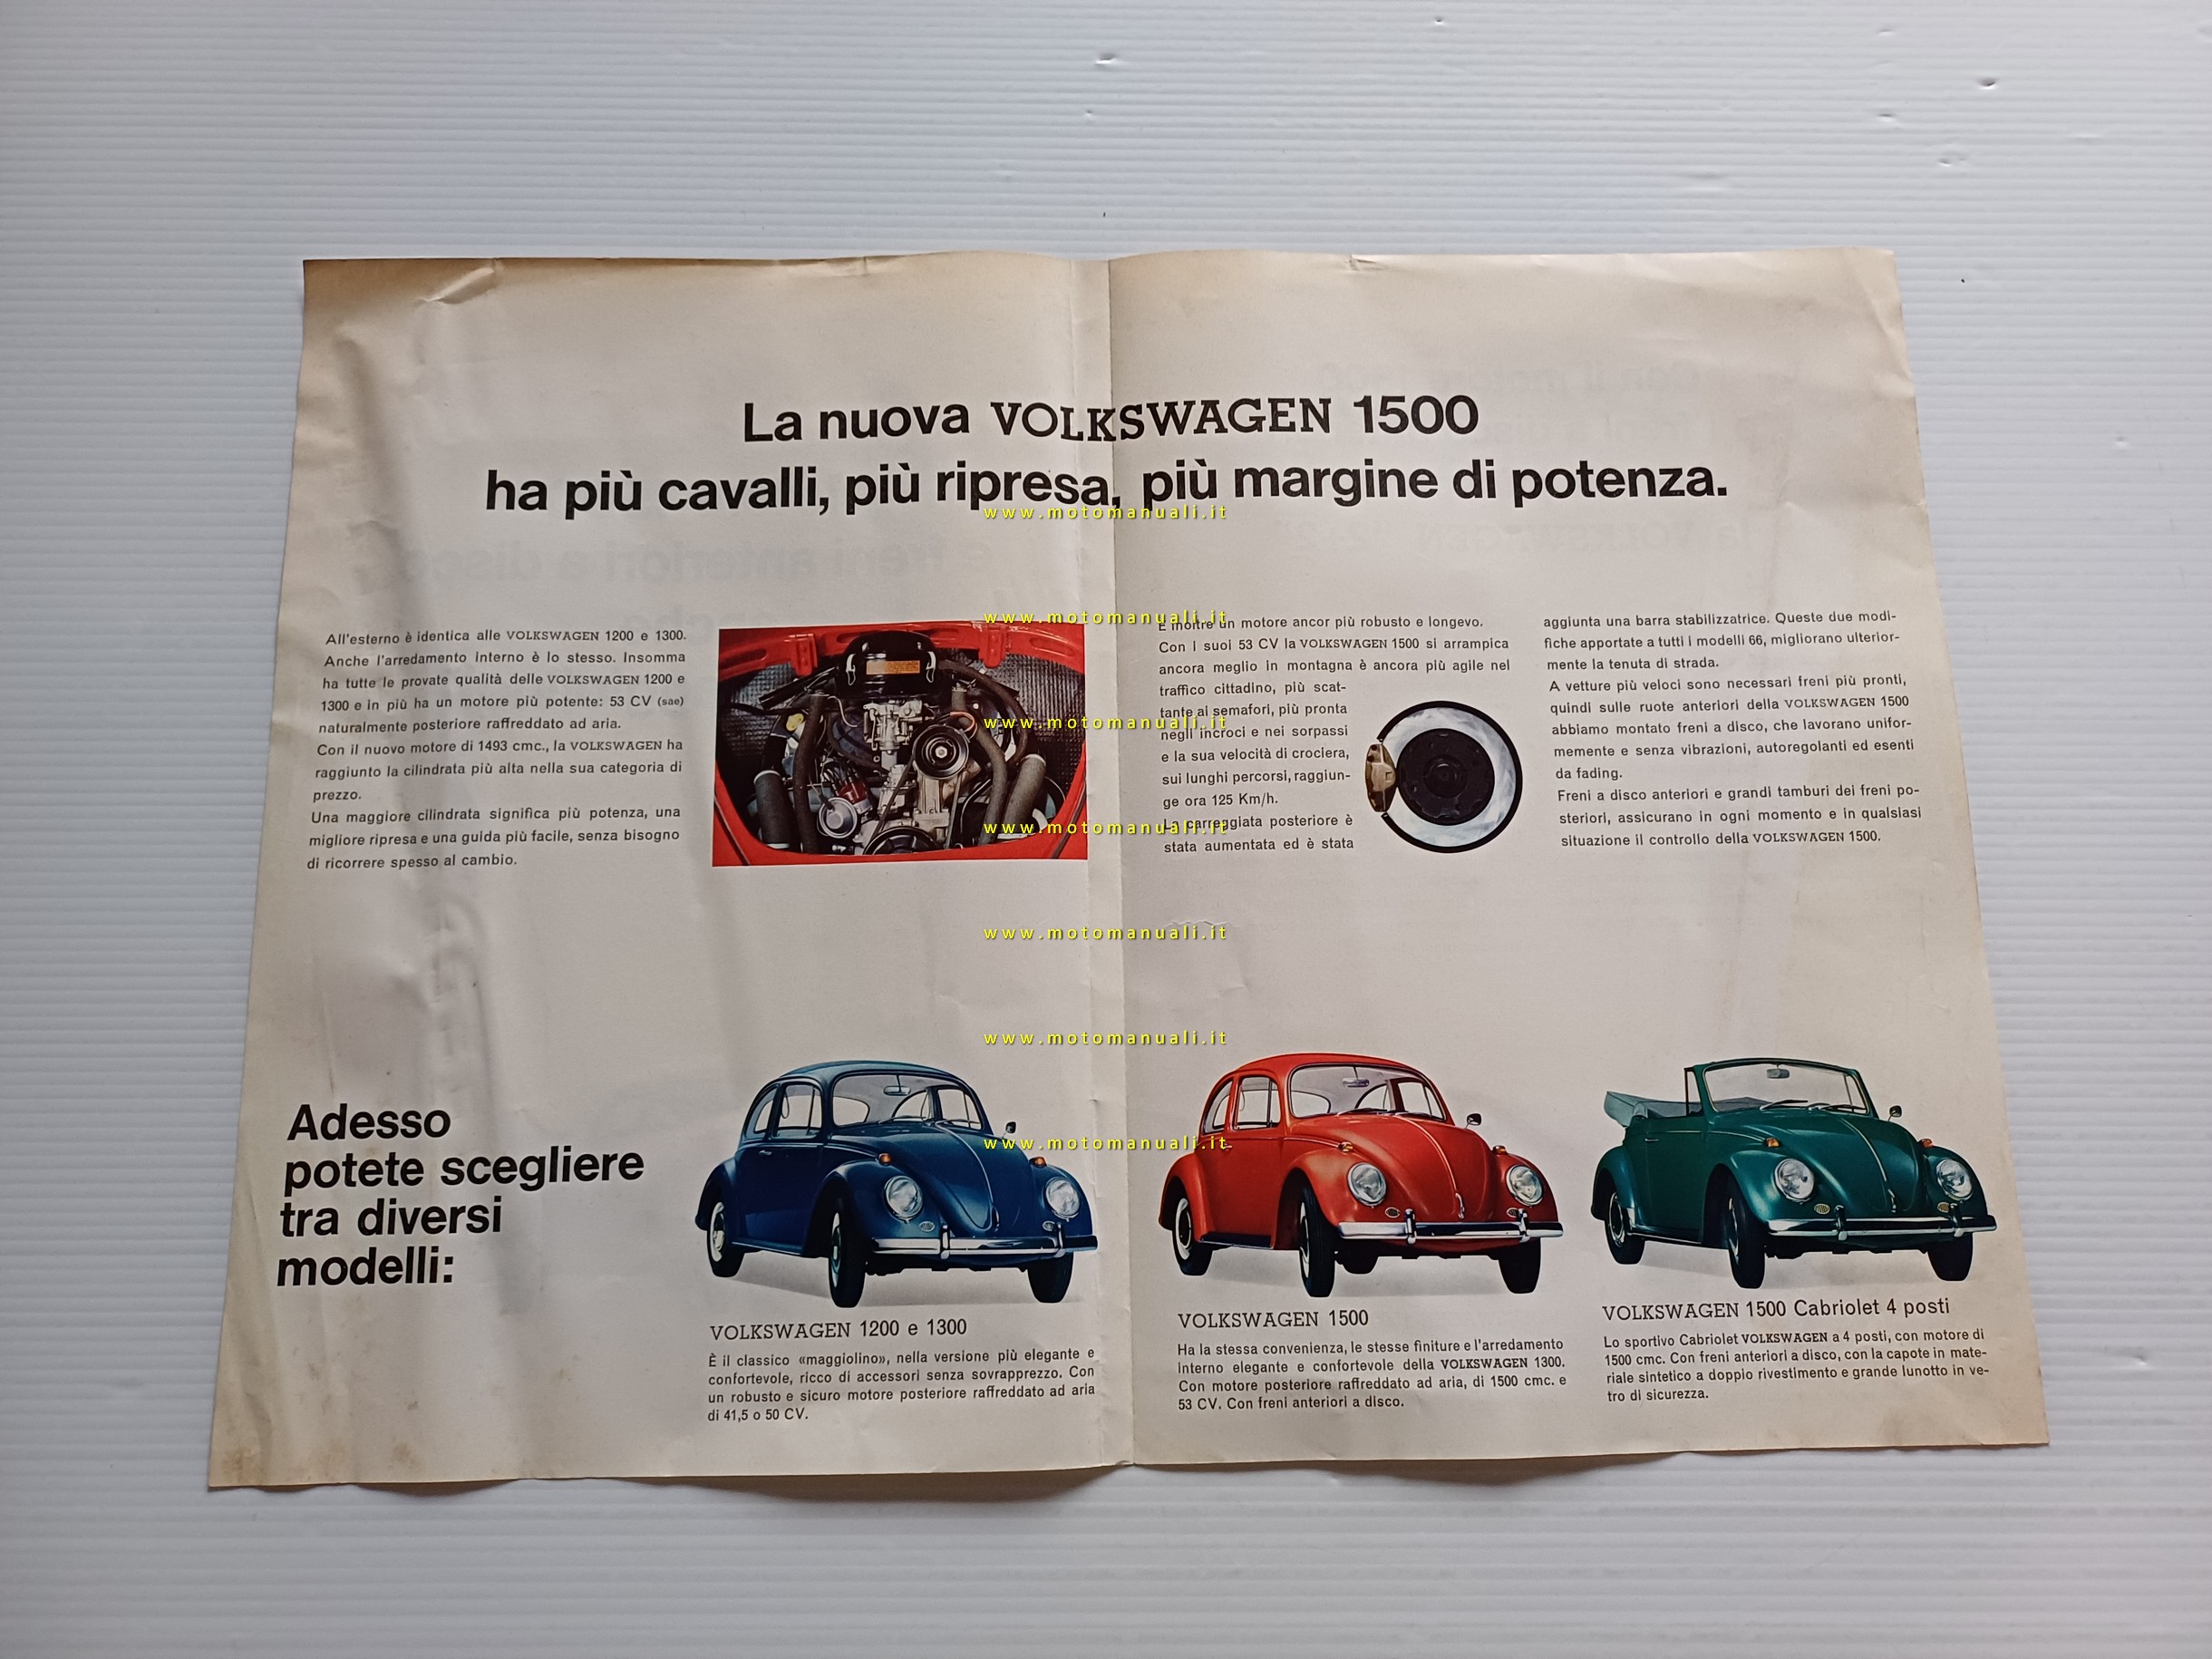 La nuova VOLKSWAGEN 1500
ha più cavalli, più ripresa, più margine di potenza.
All'esterno è identica alle VOLKSWAGEN 1200 e 1300.
Anche l'arredamento interno è lo stesso. Insomma
ha tutte le provate qualità delle VOLKSWAGEN 1200 e
1300 e in più ha un motore più potente: 53 CV (sae)
naturalmente posteriore raffreddato ad aria.
Con il nuovo motore di 1493 cmc., la VOLKSWAGEN ha
raggiunto la cilindrata più alta nella sua categoria di
prezzo.
Una maggiore cilindrata significa più potenza, una
migliore ripresa e una guida più facile, senza bisogno
di ricorrere spesso al cambio.
È inoltre un motore ancor più robusto e longevo.
Con i suoi 53 CV la VOLKSWAGEN 1500 si arrampica
ancora meglio in montagna è ancora più agile nel
traffico cittadino, più scat-
tante ai semafori, più pronta
negli incroci e nei sorpassi
e la sua velocità di crociera,
sui lunghi percorsi, raggiun-
ge ora 125 Km/h.
La carreggiata posteriore è
stata aumentata ed è stata
aggiunta una barra stabilizzatrice. Queste due modi-
fiche apportate a tutti i modelli 66, migliorano ulterior-
mente la tenuta di strada.
A vetture più veloci sono necessari freni più pronti,
quindi sulle ruote anteriori della VOLKSWAGEN 1500
abbiamo montato freni a disco, che lavorano unifor-
memente e senza vibrazioni, autoregolanti ed esenti
da fading.
Freni a disco anteriori e grandi tamburi dei freni po-
steriori, assicurano in ogni momento e in qualsiasi
situazione il controllo della VOLKSWAGEN 1500.
Adesso
potete scegliere
tra diversi
modelli:
VOLKSWAGEN 1200 e 1300
È il classico «maggiolino», nella versione più elegante e
confortevole, ricco di accessori senza sovrapprezzo. Con
un robusto e sicuro motore posteriore raffreddato ad aria
di 41,5 o 50 CV.
VOLKSWAGEN 1500
Ha la stessa convenienza, le stesse finiture e l'arredamento
interno elegante e confortevole della VOLKSWAGEN 1300.
Con motore posteriore raffreddato ad aria, di 1500 cmc. e
53 CV. Con freni anteriori a disco.
VOLKSWAGEN 1500 Cabriolet 4 posti
Lo sportivo Cabriolet VOLKSWAGEN a 4 posti, con motore di
1500 cmc. Con freni anteriori a disco, con la capote in mate-
riale sintetico a doppio rivestimento e grande lunotto in ve-
tro di sicurezza.
www.motomanuali.it
www.motomanuali.it
www.motomanuali.it
www.motomanuali.it
www.motomanuali.it
www.motomanuali.it
www.motomanuali.it